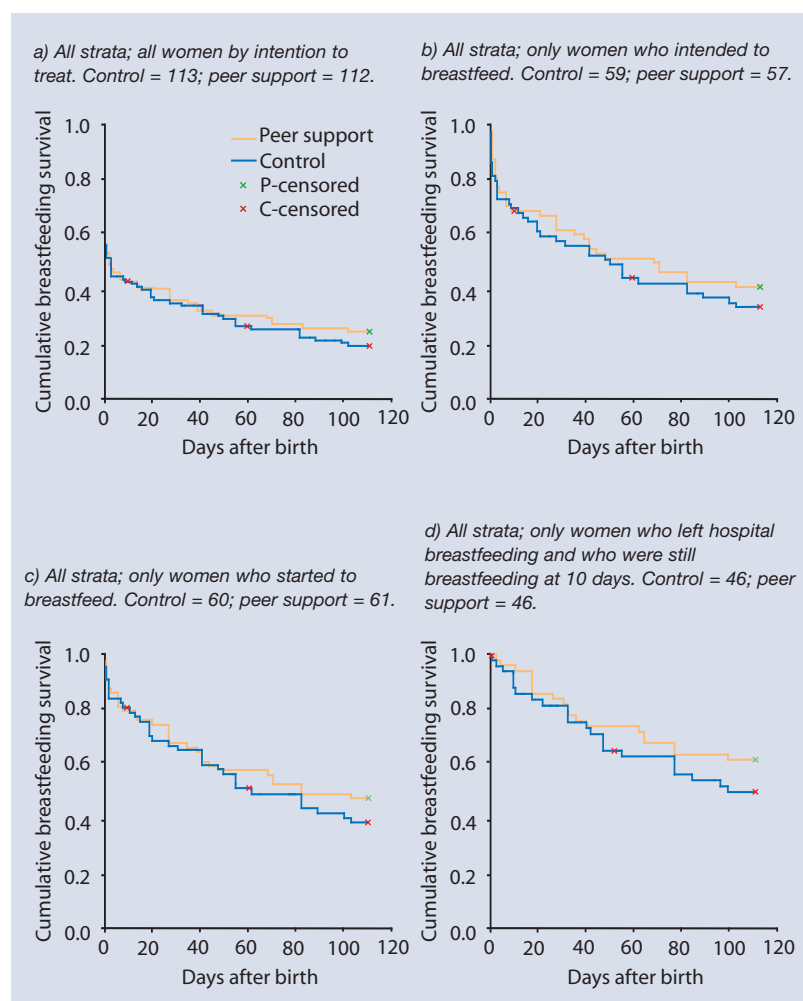 a) All strata; all women by intention to
treat. Control = 113; peer support = 112.
1.0
0.8
0.6
0.4
0.2
0.0
Cumulative breastfeeding survival
Peer support
Control
P-censored
C-censored
0 20 40 60 80 100 120
Days after birth
b) All strata; only women who intended to
breastfeed. Control = 59; peer support = 57.
1.0
0.8
0.6
0.4
0.2
0.0
Cumulative breastfeeding survival
0 20 40 60 80 100 120
Days after birth
c) All strata; only women who started to
breastfeed. Control = 60; peer support = 61.
1.0
0.8
0.6
0.4
0.2
0.0
Cumulative breastfeeding survival
0 20 40 60 80 100 120
Days after birth
d) All strata; only women who left hospital
breastfeeding and who were still
breastfeeding at 10 days. Control = 46; peer
support = 46.
1.0
0.8
0.6
0.4
0.2
0.0
Cumulative breastfeeding survival
0 20 40 60 80 100 120
Days after birth